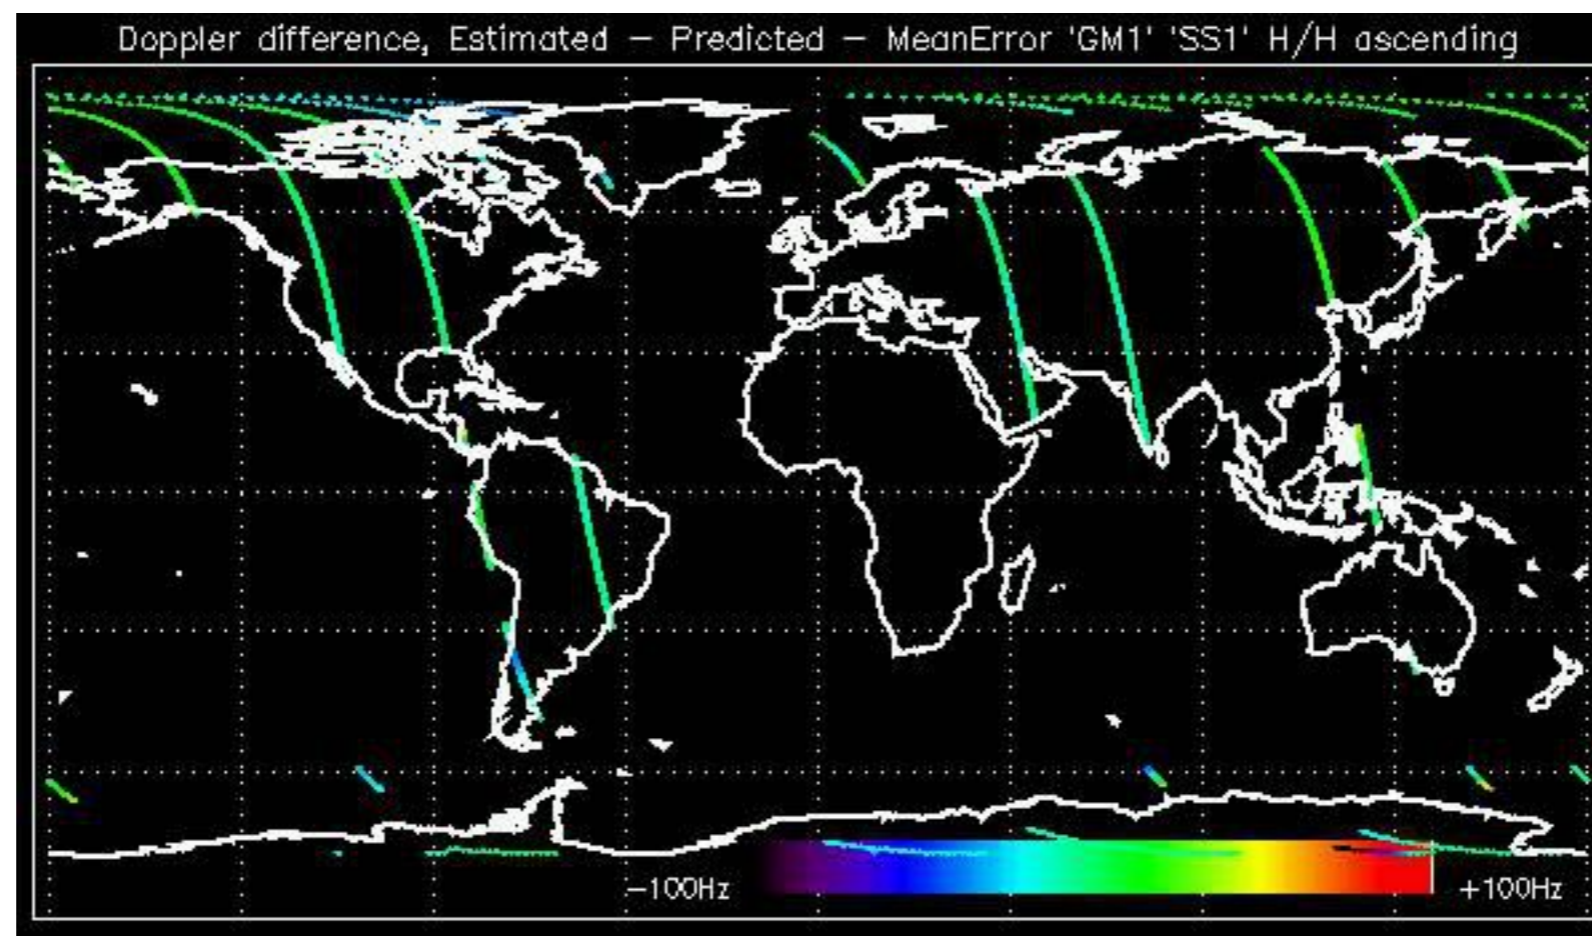 Doppler difference, Estimated − Predicted − MeanError 'GM1' 'SS1' H/H ascending
−100Hz
+100Hz